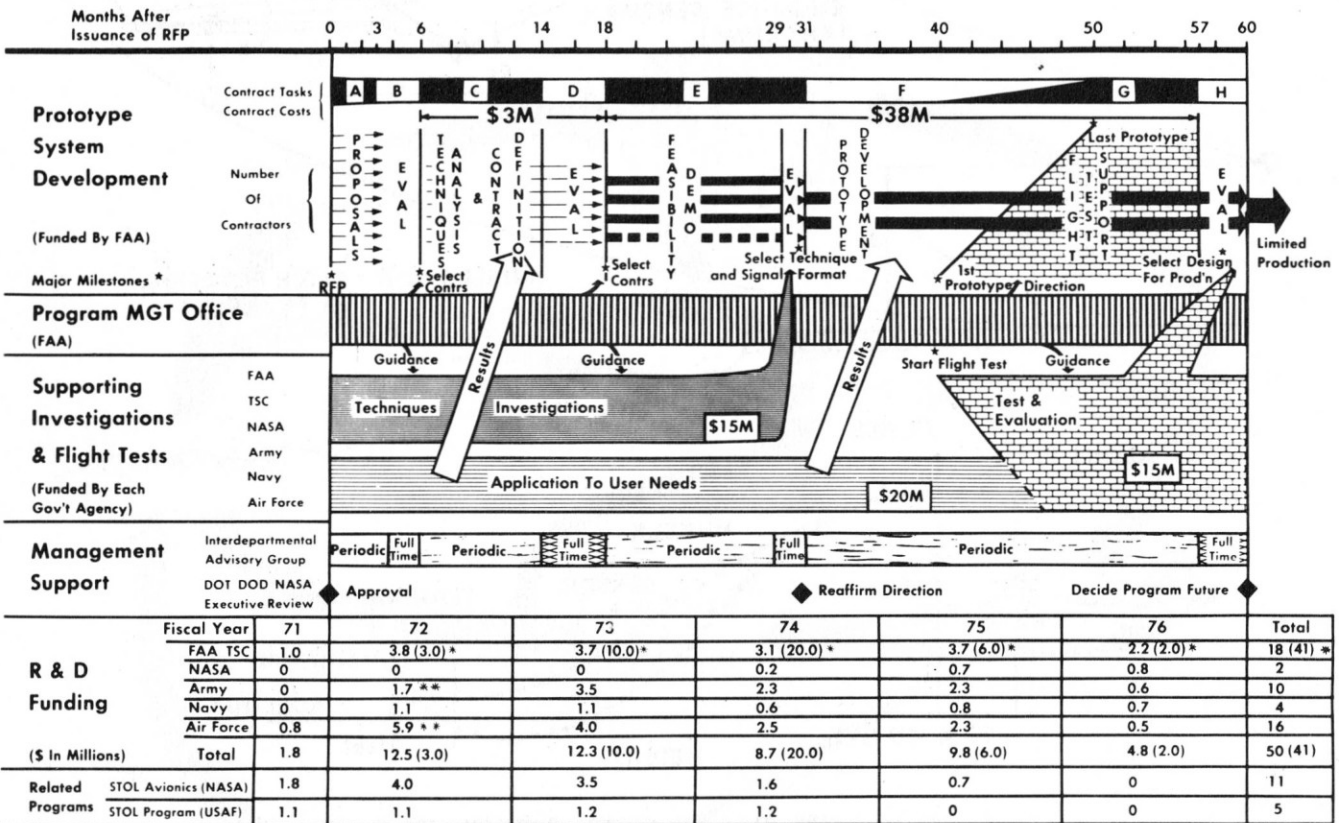 Months After
Issuance of RFP
0 3 6 14 18 29 31 40 50 57 60
Prototype
System
Development
(Funded By FAA)
Contract Tasks
Contract Costs
A B C D E F G H
$3M $38M
Number
Of
Contractors
PROPOSALS
EVAL
TECHNIQUES
ANALYSIS
&
CONTRACT
DEFINITION
EVAL
FEASIBILITY
DEMO
EVAL
PROTOTYPE
DEVELOPMENT
Last Prototype
FLIGHT
TEST
SUPPORT
EVAL
Limited
Production
Major Milestones *
* RFP
* Select
Contrs
* Select
Contrs
* Select Technique
and Signals Format
* 1st
Prototype
Direction
Select Design *
For Prod'n
Program MGT Office
(FAA)
Guidance
Guidance
Start Flight Test *
Guidance
Supporting
Investigations
& Flight Tests
(Funded By Each
Gov't Agency)
FAA
TSC
NASA
Army
Navy
Air Force
Techniques Investigations
$15M
Results
Results
Application To User Needs
$20M
Test &
Evaluation
$15M
Management
Support
Interdepartmental
Advisory Group
Periodic
Full
Time
Periodic
Full
Time
Periodic
Full
Time
Periodic
Full
Time
DOT DOD NASA
Executive Review
Approval
Reaffirm Direction
Decide Program Future
R & D
Funding
($ In Millions)
Fiscal Year 71 72 73 74 75 76 Total
FAA TSC 1.0 3.8 (3.0) * 3.7 (10.0) * 3.1 (20.0) * 3.7 (6.0) * 2.2 (2.0) * 18 (41) *
NASA 0 0 0 0.2 0.7 0.8 2
Army 0 1.7 ** 3.5 2.3 2.3 0.6 10
Navy 0 1.1 1.1 0.6 0.8 0.7 4
Air Force 0.8 5.9 ** 4.0 2.5 2.3 0.5 16
Total 1.8 12.5 (3.0) 12.3 (10.0) 8.7 (20.0) 9.8 (6.0) 4.8 (2.0) 50 (41)
Related
Programs
STOL Avionics (NASA) 1.8 4.0 3.5 1.6 0.7 0 11
STOL Program (USAF) 1.1 1.1 1.2 1.2 0 0 5